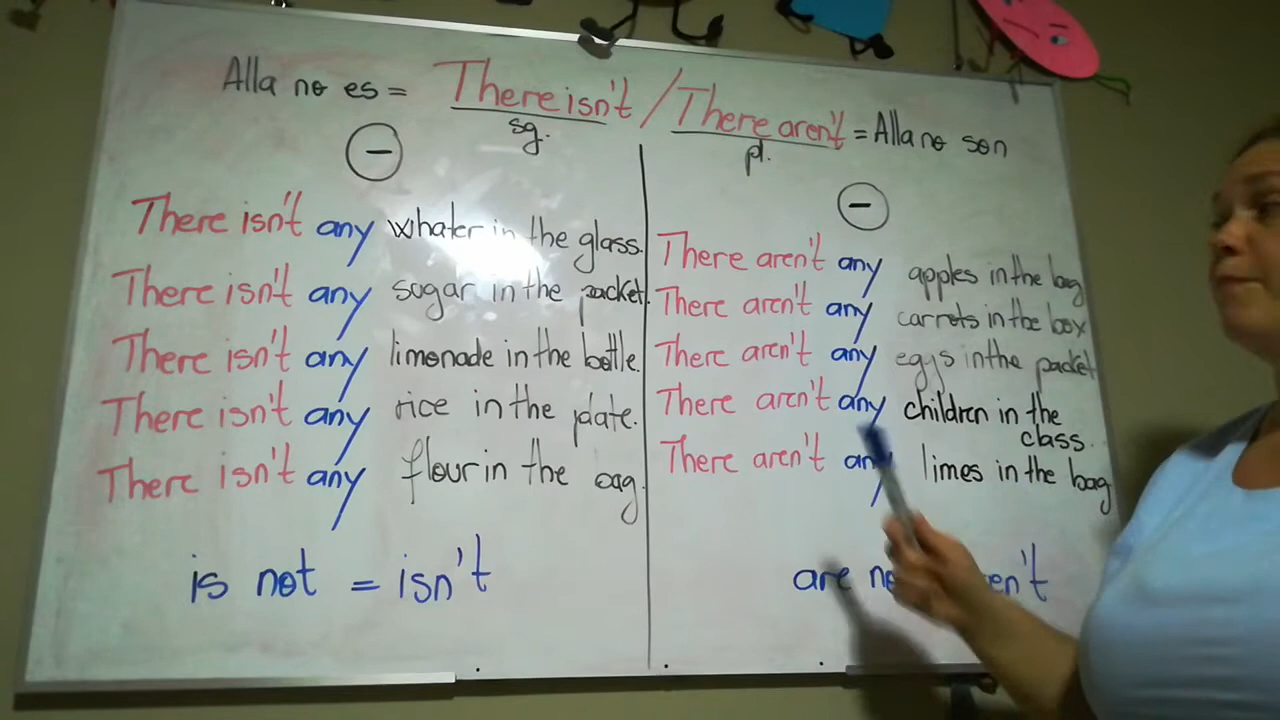 Alla no es = There isn't / There aren't = Alla no son
sg. pl.
There isn't any whater in the glass.
There isn't any sogar in the packet.
There isn't any limonade in the bottle.
There isn't any rice in the plate.
There isn't any flour in the bag.
is not = isn't
There aren't any apples in the bag
There aren't any carrets in the box
There aren't any eggs in the packet
There aren't any children in the
class.
There aren't any limes in the bag
are